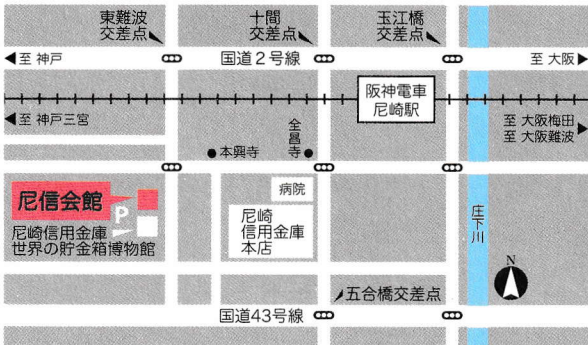 東難波
交差点
十間
交差点
玉江橋
交差点
至 神戸
国道2号線
至 大阪
阪神電車
尼崎駅
至 神戸三宮
至 大阪梅田
至 大阪難波
本興寺
全昌寺
病院
尼信会館
P
尼崎信用金庫
世界の貯金箱博物館
尼崎
信用金庫
本店
庄下川
N
五合橋交差点
国道43号線